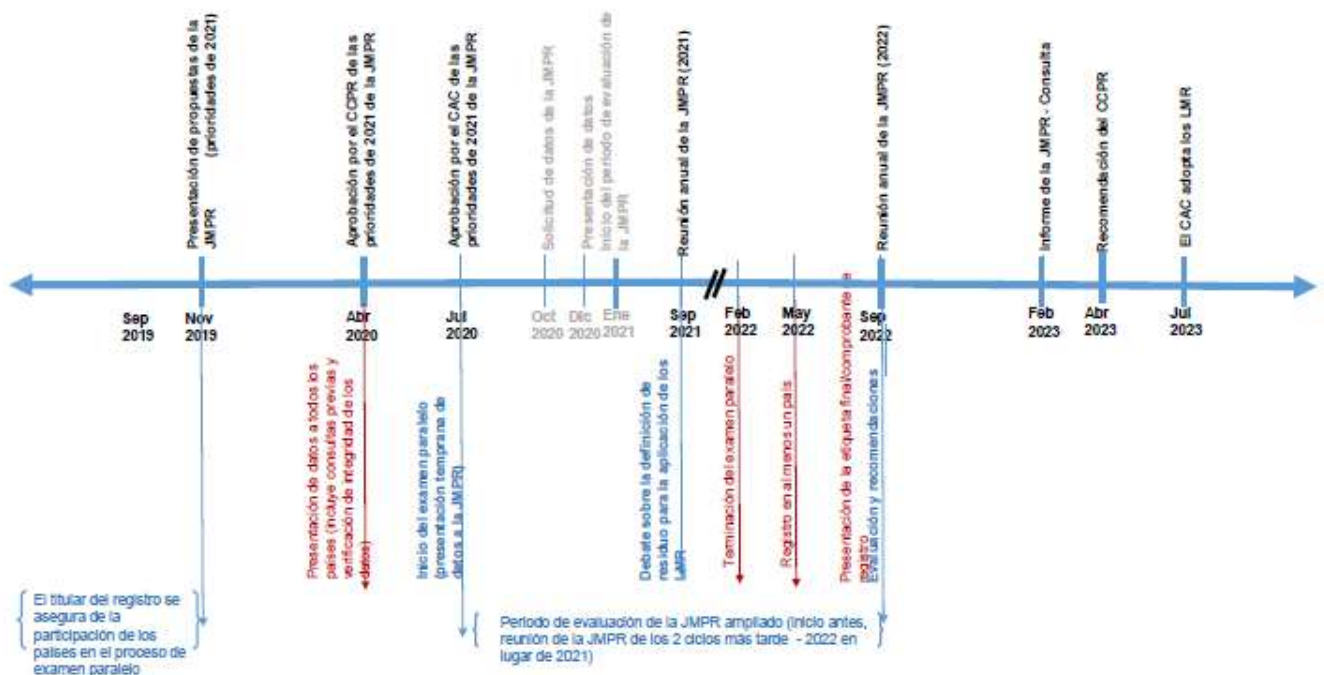 Presentación de propuestas de la
JMPR (prioridades de 2021)
Aprobación por el CCPR de las
prioridades de 2021 de la JMPR
Aprobación por el CAC de las
prioridades de 2021 de la JMPR
Solicitud de datos de la JMPR
Presentación de datos
Inicio del período de evaluación de
la JMPR
Reunión anual de la JMPR (2021)
Reunión anual de la JMPR (2022)
Informe de la JMPR - Consulta
Recomendación del CCPR
El CAC adopta los LMR
Sep
2019
Nov
2019
Abr
2020
Jul
2020
Oct
2020
Dic
2020
Ene
2021
Sep
2021
Feb
2022
May
2022
Sep
2022
Feb
2023
Abr
2023
Jul
2023
Presentación de datos a todos los
países (incluye consultas previas y
verificación de integridad de los
datos)
Inicio del examen paralelo
(presentación temprana de
datos a la JMPR)
Debate sobre la definición de
residuo para la aplicación de los
LMR
Terminación del examen paralelo
Registro en al menos un país
Presentación de la etiqueta final/comprobante de
registro
Evaluación y recomendaciones
El titular del registro se
asegura de la
participación de los
países en el proceso de
examen paralelo
Período de evaluación de la JMPR ampliado (inicio antes,
reunión de la JMPR de los 2 ciclos más tarde - 2022 en
lugar de 2021)